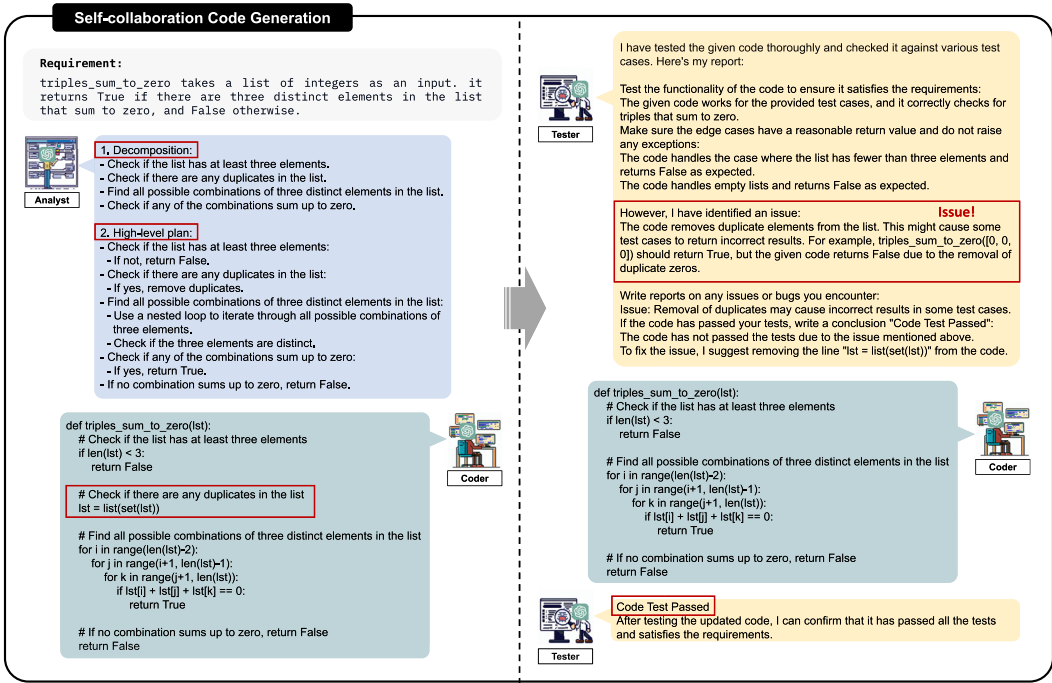 Self-collaboration Code Generation
Requirement:
triples_sum_to_zero takes a list of integers as an input. it
returns True if there are three distinct elements in the list
that sum to zero, and False otherwise.
Analyst
1. Decomposition:
- Check if the list has at least three elements.
- Check if there are any duplicates in the list.
- Find all possible combinations of three distinct elements in the list.
- Check if any of the combinations sum up to zero.
2. High-level plan:
- Check if the list has at least three elements:
- If not, return False.
- Check if there are any duplicates in the list:
- If yes, remove duplicates.
- Find all possible combinations of three distinct elements in the list:
- Use a nested loop to iterate through all possible combinations of
three elements.
- Check if the three elements are distinct.
- Check if any of the combinations sum up to zero:
- If yes, return True.
- If no combination sums up to zero, return False.
def triples_sum_to_zero(lst):
# Check if the list has at least three elements
if len(lst) < 3:
return False
# Check if there are any duplicates in the list
lst = list(set(lst))
# Find all possible combinations of three distinct elements in the list
for i in range(len(lst)-2):
for j in range(i+1, len(lst)-1):
for k in range(j+1, len(lst)):
if lst[i] + lst[j] + lst[k] == 0:
return True
# If no combination sums up to zero, return False
return False
Coder
Tester
I have tested the given code thoroughly and checked it against various test
cases. Here's my report:
Test the functionality of the code to ensure it satisfies the requirements:
The given code works for the provided test cases, and it correctly checks for
triples that sum to zero.
Make sure the edge cases have a reasonable return value and do not raise
any exceptions:
The code handles the case where the list has fewer than three elements and
returns False as expected.
The code handles empty lists and returns False as expected.
However, I have identified an issue:
Issue!
The code removes duplicate elements from the list. This might cause some
test cases to return incorrect results. For example, triples_sum_to_zero([0, 0,
0]) should return True, but the given code returns False due to the removal of
duplicate zeros.
Write reports on any issues or bugs you encounter:
Issue: Removal of duplicates may cause incorrect results in some test cases.
If the code has passed your tests, write a conclusion "Code Test Passed":
The code has not passed the tests due to the issue mentioned above.
To fix the issue, I suggest removing the line "lst = list(set(lst))" from the code.
def triples_sum_to_zero(lst):
# Check if the list has at least three elements
if len(lst) < 3:
return False
# Find all possible combinations of three distinct elements in the list
for i in range(len(lst)-2):
for j in range(i+1, len(lst)-1):
for k in range(j+1, len(lst)):
if lst[i] + lst[j] + lst[k] == 0:
return True
# If no combination sums up to zero, return False
return False
Coder
Tester
Code Test Passed
After testing the updated code, I can confirm that it has passed all the tests
and satisfies the requirements.